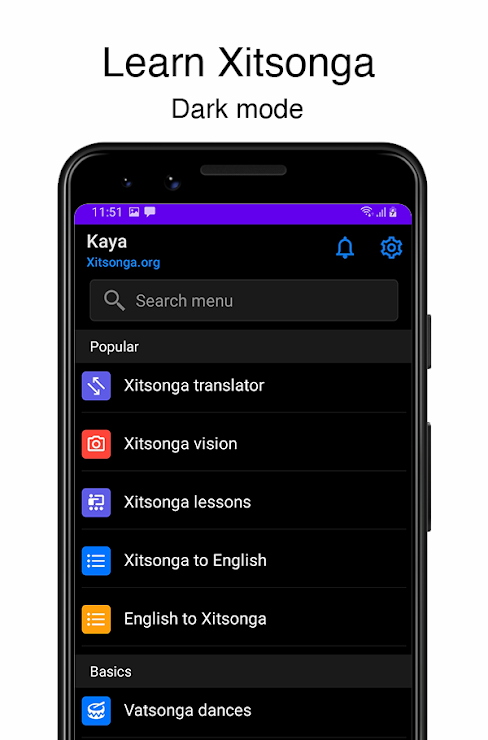 Learn Xitsonga
Dark mode
11:51
Kaya
Xitsonga.org
Search menu
Popular
Xitsonga translator
Xitsonga vision
Xitsonga lessons
Xitsonga to English
English to Xitsonga
Basics
Vatsonga dances